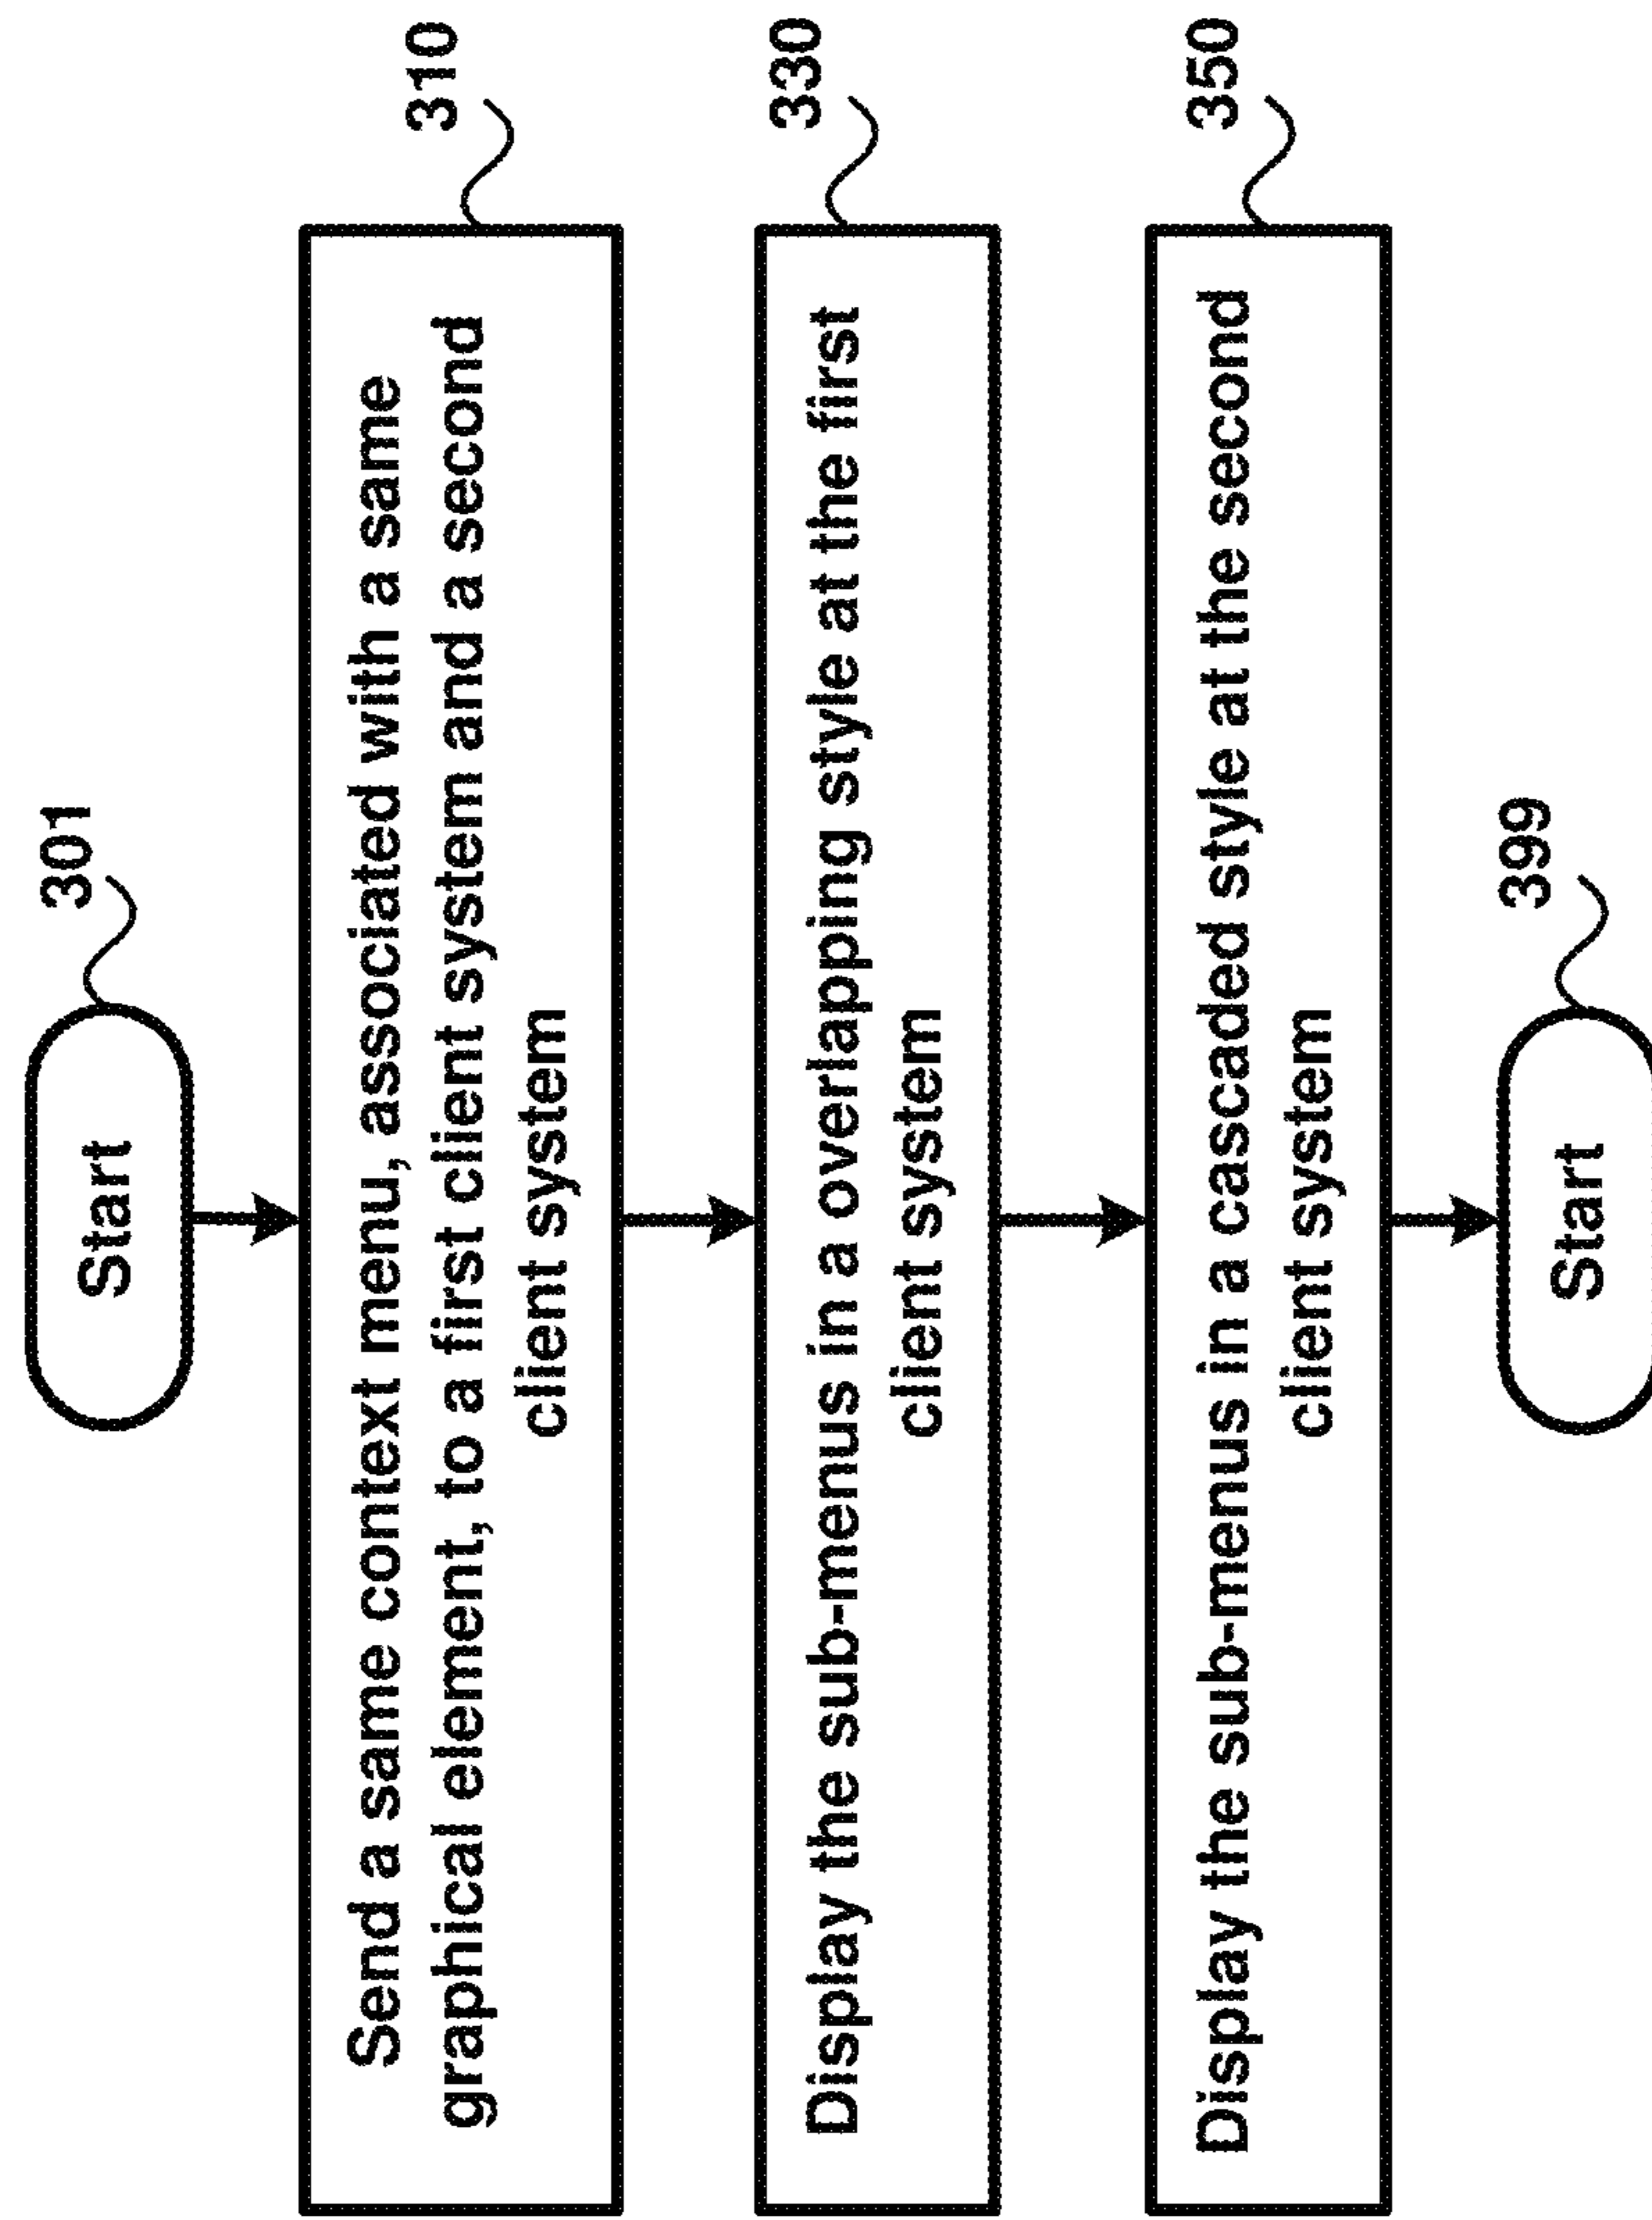 301
Start
310
Send a same context menu, associated with a same
graphical element, to a first client system and a second
client system
330
Display the sub-menus in a overlapping style at the first
client system
350
Display the sub-menus in a cascaded style at the second
client system
399
Start